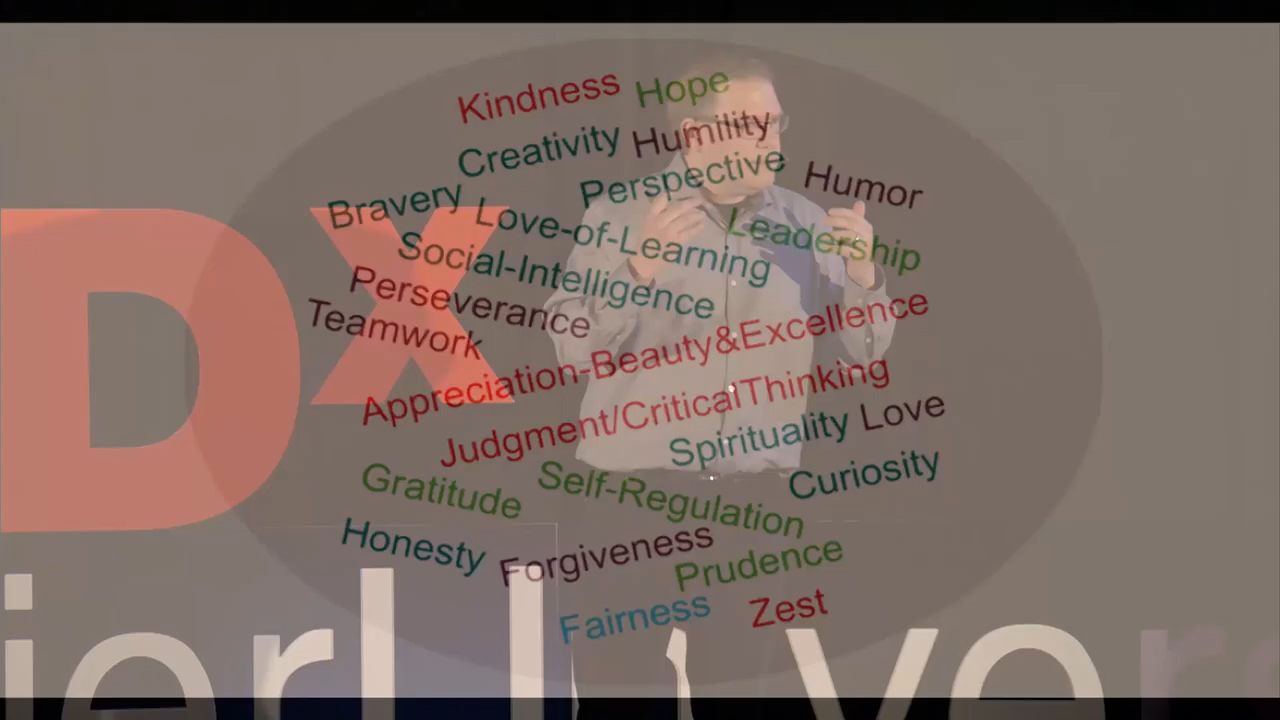 Kindness Hope
Creativity Humility
Perspective Humor
Bravery Love-of-Learning Leadership
Social-Intelligence
Perseverance
Teamwork
Appreciation-Beauty&Excellence
Judgment/CriticalThinking
Spirituality Love
Gratitude Self-Regulation Curiosity
Honesty Forgiveness
Prudence
Fairness Zest
DX